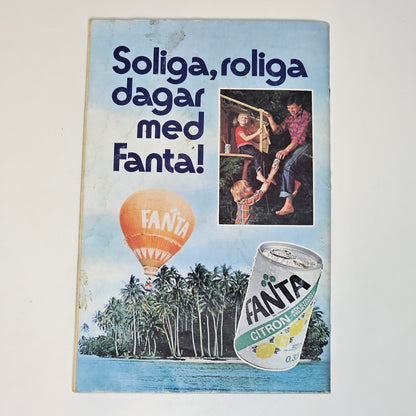 Soliga, roliga
dagar
med
Fanta!
FANTA
FANTA
CITRON